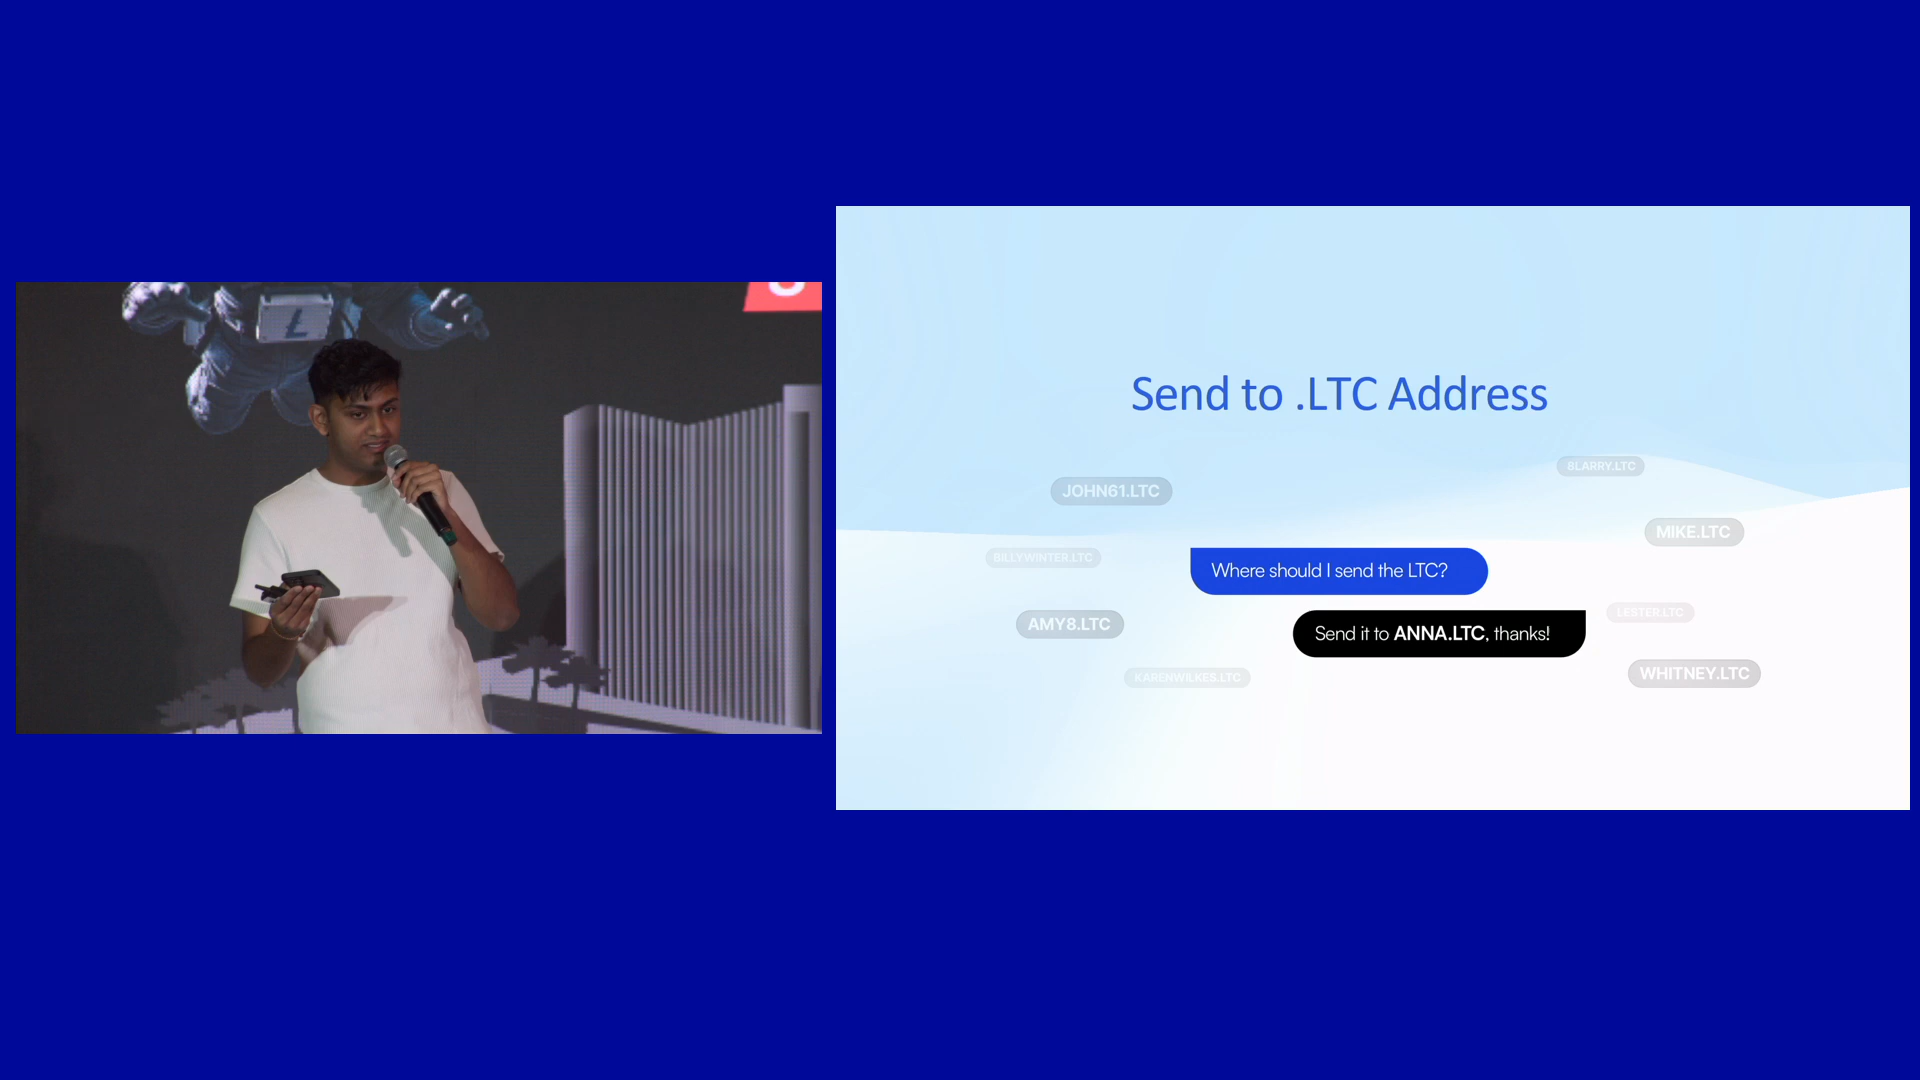 Send to .LTC Address
8LARRY.LTC
JOHN61.LTC
MIKE.LTC
BILLYWINTER.LTC
Where should I send the LTC?
LESTER.LTC
AMY8.LTC
Send it to ANNA.LTC, thanks!
WHITNEY.LTC
KARENWILKES.LTC